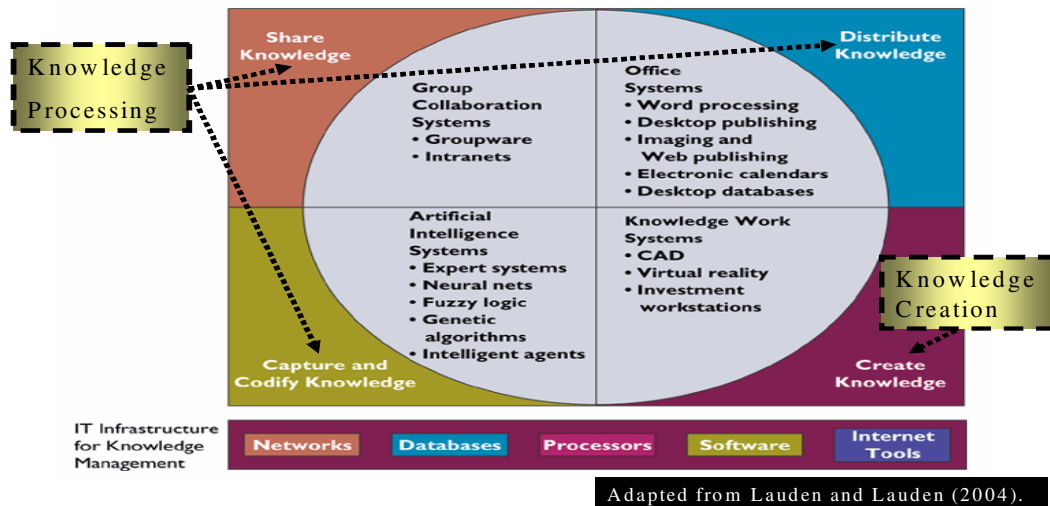 Knowledge
Processing
Share
Knowledge
Group
Collaboration
Systems
• Groupware
• Intranets
Office
Systems
• Word processing
• Desktop publishing
• Imaging and
Web publishing
• Electronic calendars
• Desktop databases
Distribute
Knowledge
Artificial
Intelligence
Systems
• Expert systems
• Neural nets
• Fuzzy logic
• Genetic
algorithms
• Intelligent agents
Capture and
Codify Knowledge
Knowledge Work
Systems
• CAD
• Virtual reality
• Investment
workstations
Knowledge
Creation
Create
Knowledge
IT Infrastructure
for Knowledge
Management
Networks
Databases
Processors
Software
Internet
Tools
Adapted from Lauden and Lauden (2004).